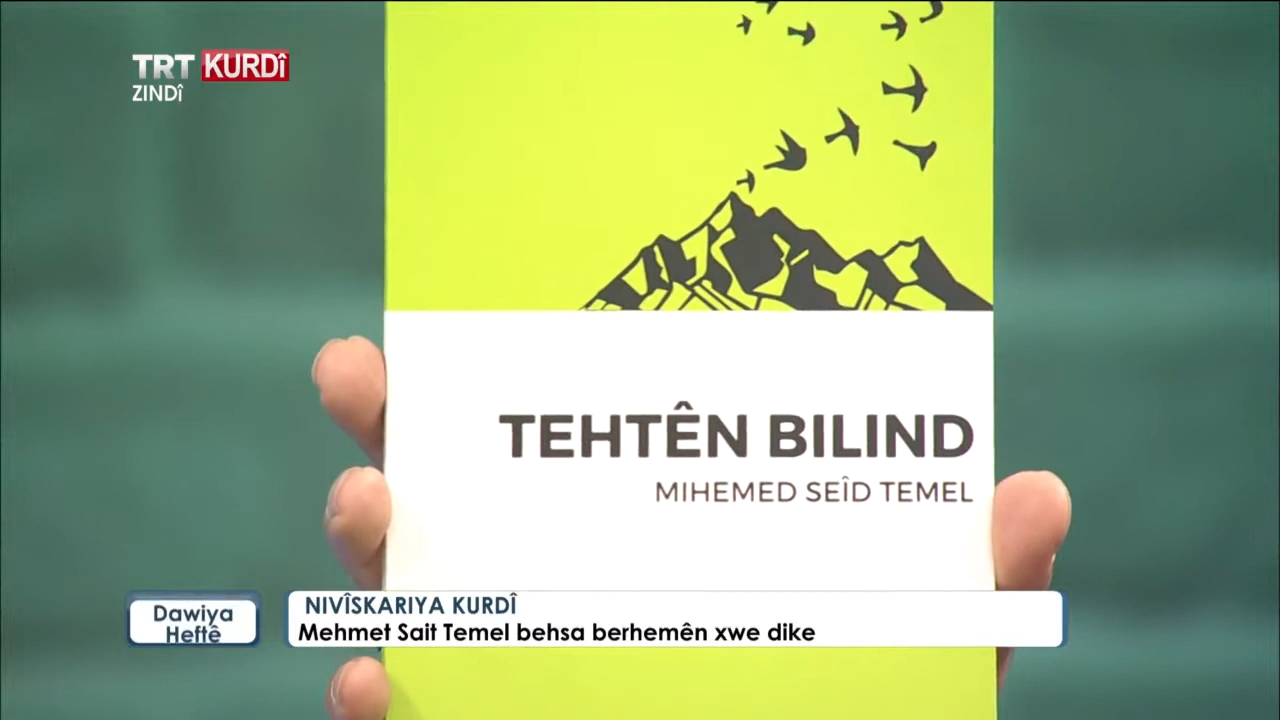 TRT KURDÎ
ZINDÎ
TEHTÊN BILIND
MIHEMED SEÎD TEMEL
Dawiya
Heftê
NIVÎSKARIYA KURDÎ
Mehmet Sait Temel behsa berhemên xwe dike